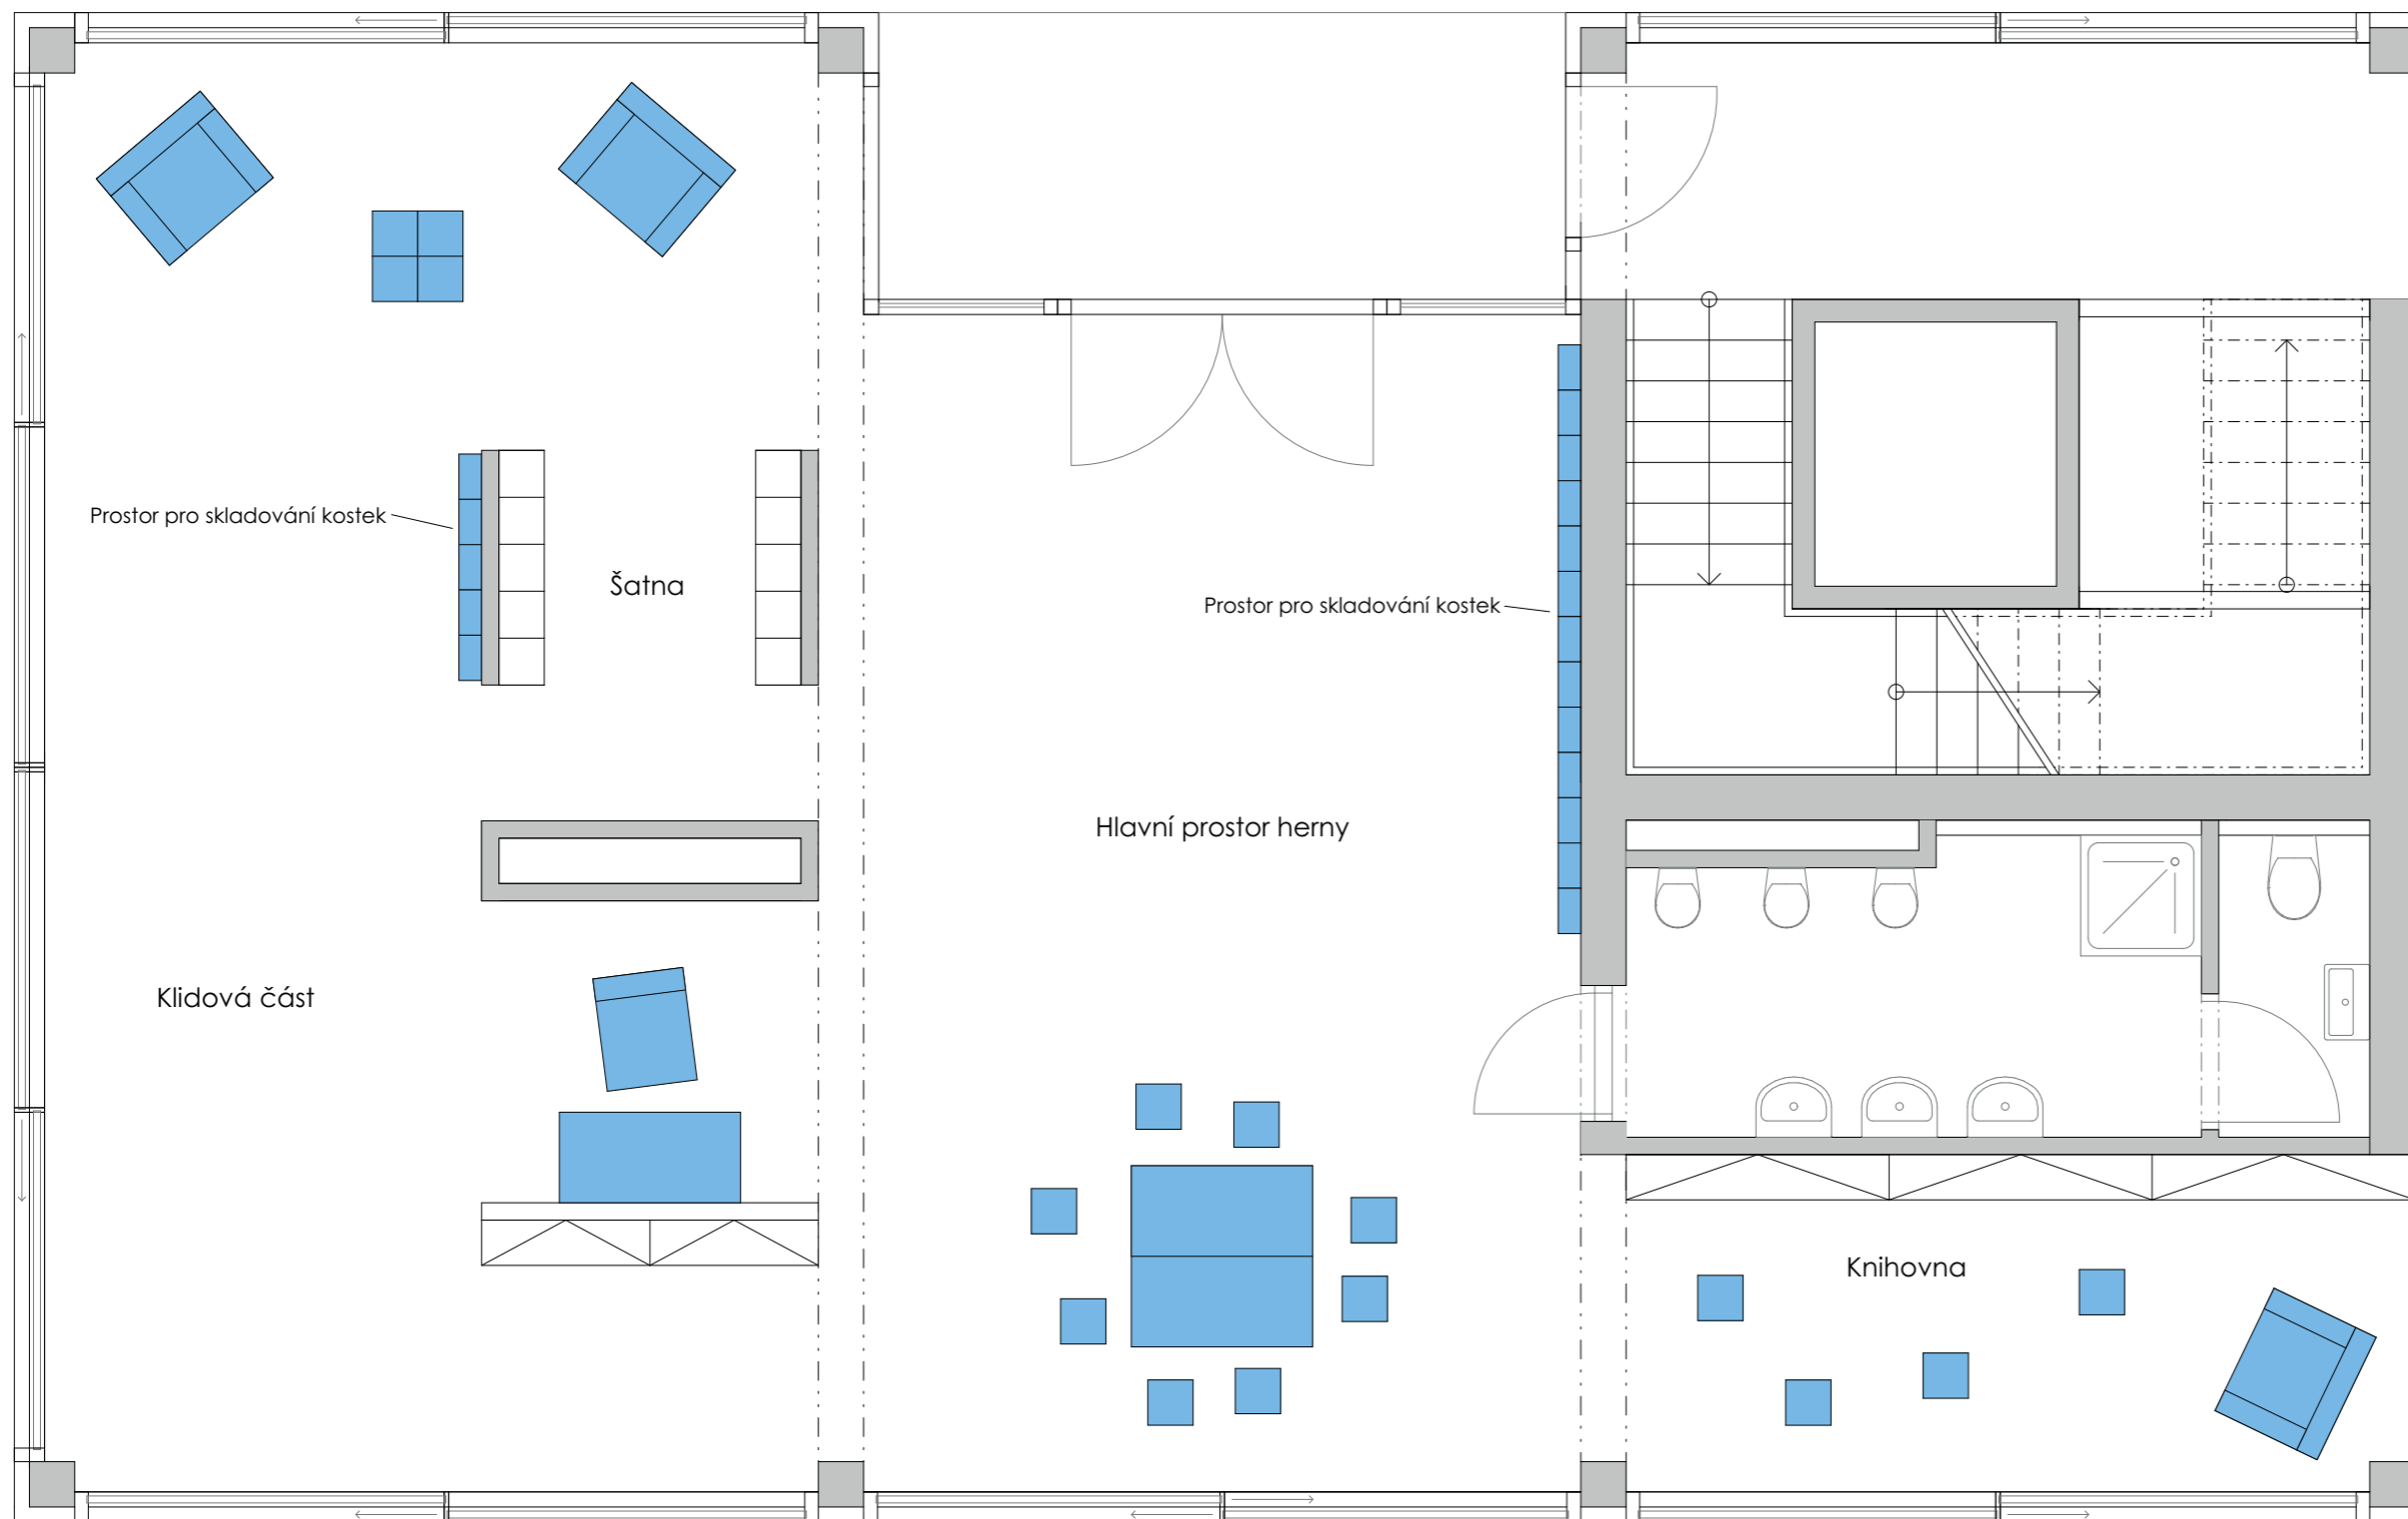 Prostor pro skladování kostek
Šatna
Prostor pro skladování kostek
Hlavní prostor herny
Klidová část
Knihovna